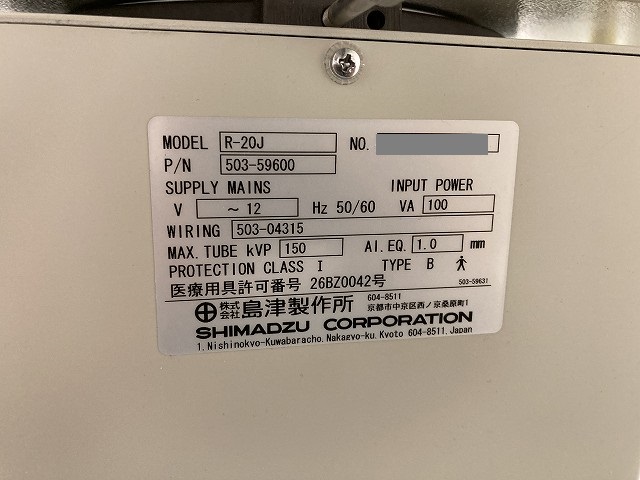 MODEL R-20J NO.
P/N 503-59600
SUPPLY MAINS INPUT POWER
V ~ 12 Hz 50/60 VA 100
WIRING 503-04315
MAX. TUBE kVP 150 Al.EQ. 1.0 mm
PROTECTION CLASS I TYPE B
医療用具許可番号 26BZ0042号 503-59631
株式会社 島津製作所 604-8511
京都市中京区西ノ京桑原町1
SHIMADZU CORPORATION
1, Nishinokyo-Kuwabaracho, Nakagyo-ku, Kyoto 604-8511, Japan